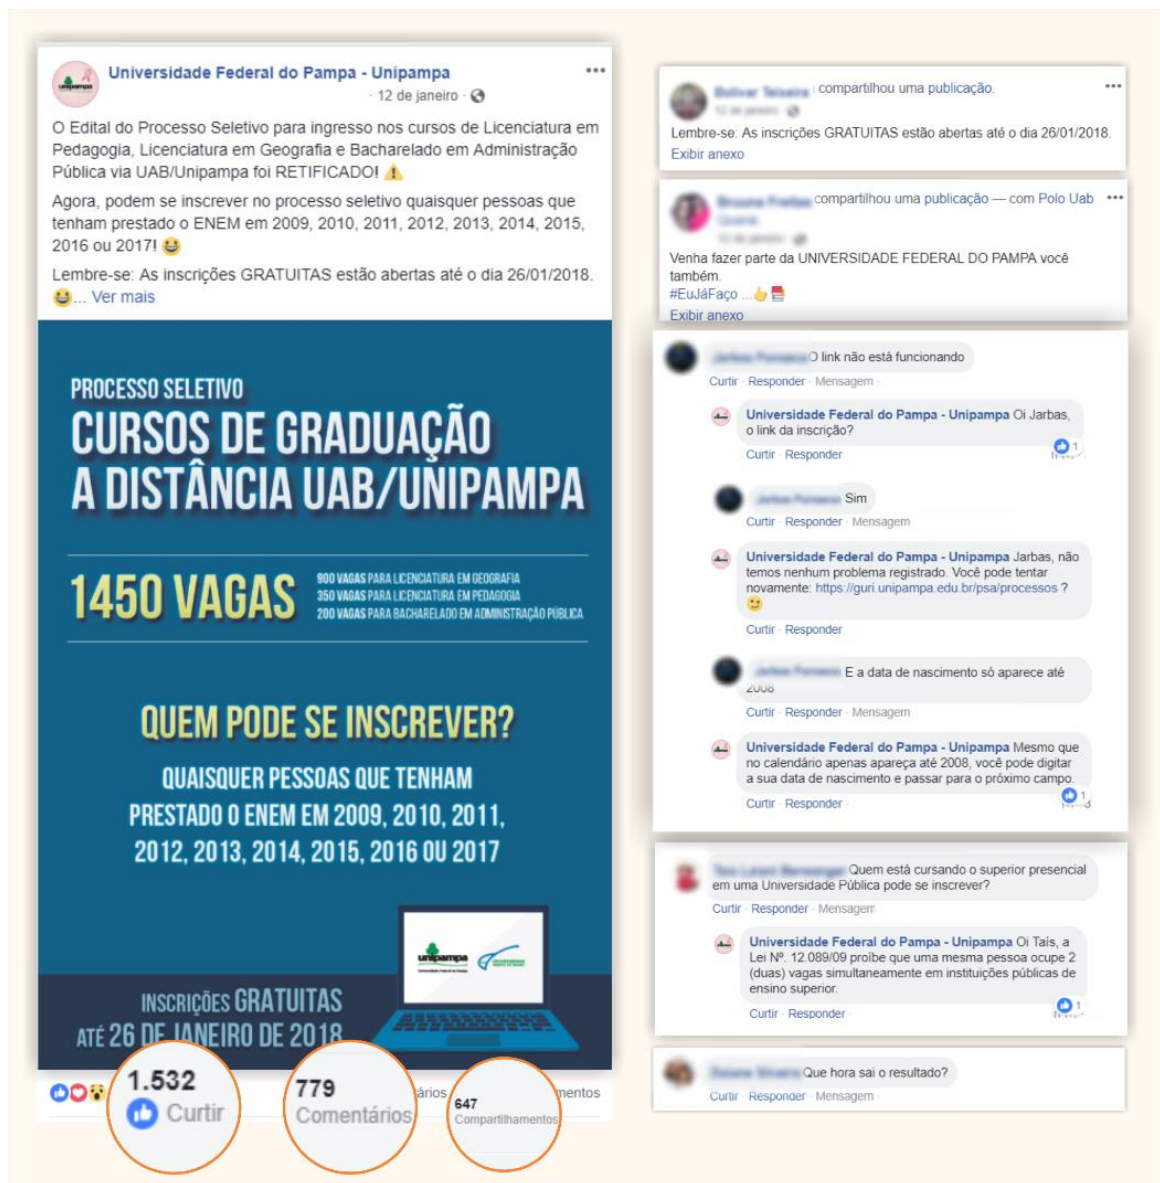 Universidade Federal do Pampa - Unipampa
· 12 de janeiro ·
O Edital do Processo Seletivo para ingresso nos cursos de Licenciatura em
Pedagogia, Licenciatura em Geografia e Bacharelado em Administração
Pública via UAB/Unipampa foi RETIFICADO! ⚠️
Agora, podem se inscrever no processo seletivo quaisquer pessoas que
tenham prestado o ENEM em 2009, 2010, 2011, 2012, 2013, 2014, 2015,
2016 ou 2017! 😀
Lembre-se: As inscrições GRATUITAS estão abertas até o dia 26/01/2018.
😀... Ver mais
PROCESSO SELETIVO
CURSOS DE GRADUAÇÃO
A DISTÂNCIA UAB/UNIPAMPA
1450 VAGAS
900 VAGAS PARA LICENCIATURA EM GEOGRAFIA
350 VAGAS PARA LICENCIATURA EM PEDAGOGIA
200 VAGAS PARA BACHARELADO EM ADMINISTRAÇÃO PÚBLICA
QUEM PODE SE INSCREVER?
QUAISQUER PESSOAS QUE TENHAM
PRESTADO O ENEM EM 2009, 2010, 2011,
2012, 2013, 2014, 2015, 2016 OU 2017
unipampa
INSCRIÇÕES GRATUITAS
ATÉ 26 DE JANEIRO DE 2018
1.532
Curtir
779
Comentários
ários
647
Compartilhamentos
mentos
compartilhou uma publicação.
Lembre-se: As inscrições GRATUITAS estão abertas até o dia 26/01/2018.
Exibir anexo
compartilhou uma publicação — com Polo Uab
Venha fazer parte da UNIVERSIDADE FEDERAL DO PAMPA você
também.
#EuJáFaço ...👍📚
Exibir anexo
O link não está funcionando
Curtir · Responder · Mensagem ·
Universidade Federal do Pampa - Unipampa Oi Jarbas,
o link da inscrição?
1
Curtir · Responder
Sim
Curtir · Responder · Mensagem
Universidade Federal do Pampa - Unipampa Jarbas, não
temos nenhum problema registrado. Você pode tentar
novamente: https://guri.unipampa.edu.br/psa/processos ?
😉
Curtir · Responder
E a data de nascimento só aparece até
2008
Curtir · Responder · Mensagem
Universidade Federal do Pampa - Unipampa Mesmo que
no calendário apenas apareça até 2008, você pode digitar
a sua data de nascimento e passar para o próximo campo.
1
Curtir · Responder ·
Quem está cursando o superior presencial
em uma Universidade Pública pode se inscrever?
Curtir · Responder · Mensagem
Universidade Federal do Pampa - Unipampa Oi Taís, a
Lei Nº. 12.089/09 proíbe que uma mesma pessoa ocupe 2
(duas) vagas simultaneamente em instituições públicas de
ensino superior.
1
Curtir · Responder ·
Que hora sai o resultado?
Curtir · Responder · Mensagem